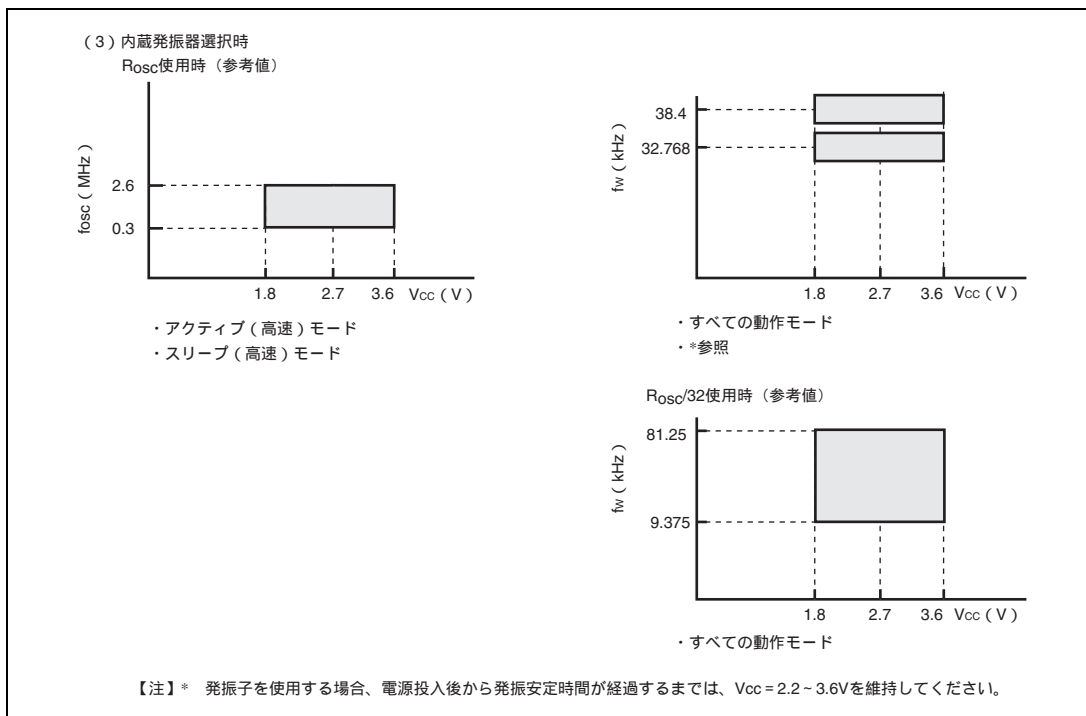 (3)内蔵発振器選択時
Rosc使用時(参考値)
fosc(MHz)
2.6
0.3
1.8 2.7 3.6 Vcc(V)
・アクティブ(高速)モード
・スリープ(高速)モード
fw(kHz)
38.4
32.768
1.8 2.7 3.6 Vcc(V)
・すべての動作モード
・*参照
Rosc/32使用時(参考値)
fw(kHz)
81.25
9.375
1.8 2.7 3.6 Vcc(V)
・すべての動作モード
【注】* 発振子を使用する場合、電源投入後から発振安定時間が経過するまでは、Vcc = 2.2~3.6Vを維持してください。